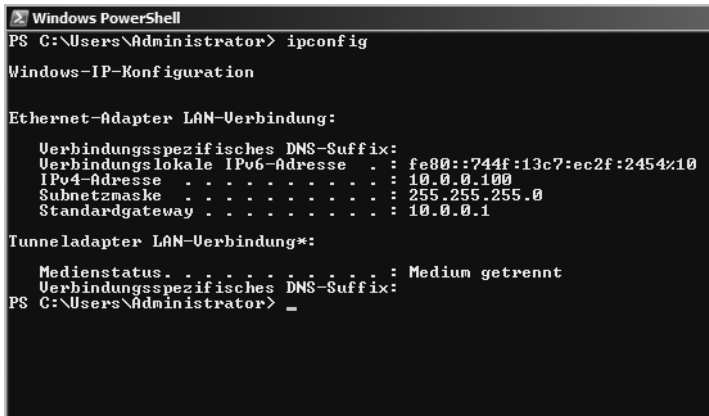 Windows PowerShell
PS C:\Users\Administrator> ipconfig
Windows-IP-Konfiguration
Ethernet-Adapter LAN-Verbindung:
Verbindungsspezifisches DNS-Suffix:
Verbindungslokale IPv6-Adresse . : fe80::744f:13c7:ec2f:2454%10
IPv4-Adresse . . . . . . . . . . : 10.0.0.100
Subnetzmaske . . . . . . . . . . : 255.255.255.0
Standardgateway . . . . . . . . . : 10.0.0.1
Tunneladapter LAN-Verbindung*:
Medienstatus. . . . . . . . . . . : Medium getrennt
Verbindungsspezifisches DNS-Suffix:
PS C:\Users\Administrator> _